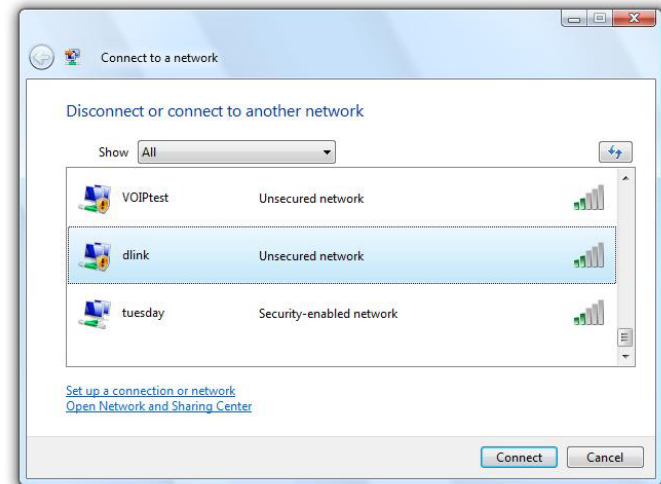 Connect to a network
Disconnect or connect to another network
Show All
VOIPtest Unsecured network
dlink Unsecured network
tuesday Security-enabled network
Set up a connection or network
Open Network and Sharing Center
Connect Cancel